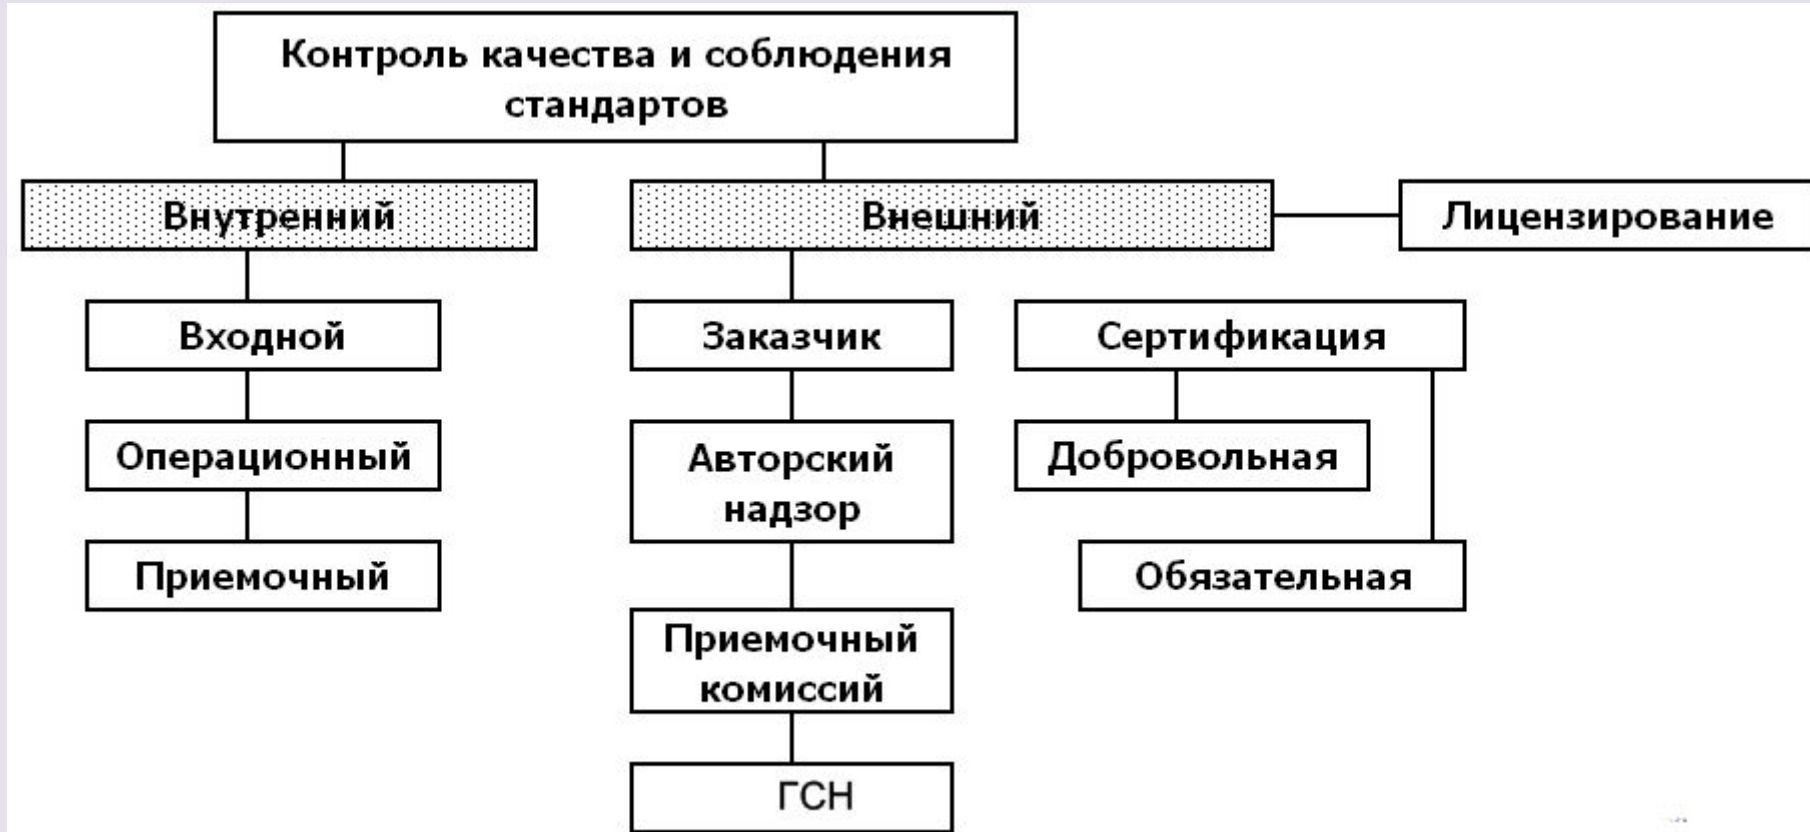 Контроль качества и соблюдения
стандартов
Внутренний
Внешний
Лицензирование
Входной
Заказчик
Сертификация
Операционный
Авторский
надзор
Добровольная
Приемочный
Обязательная
Приемочный
комиссий
ГСН